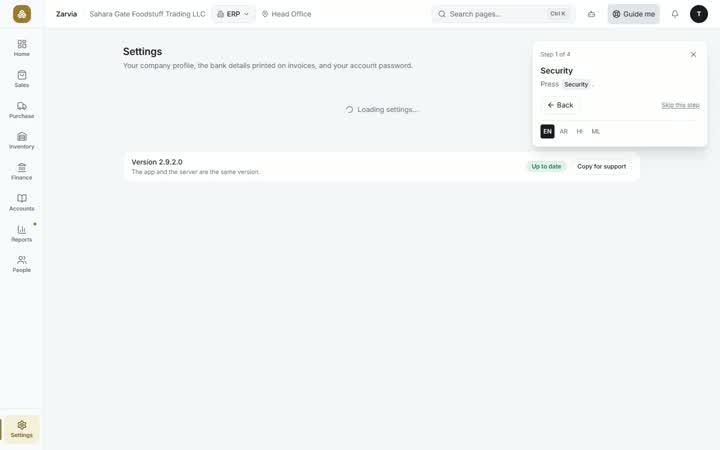 Zarvia
Sahara Gate Foodstuff Trading LLC
ERP
Head Office
Search pages...
Ctrl K
Guide me
T
Home
Sales
Purchase
Inventory
Finance
Accounts
Reports
People
Settings
Settings
Your company profile, the bank details printed on invoices, and your account password.
Loading settings...
Version 2.9.2.0
The app and the server are the same version.
Up to date
Copy for support
Step 1 of 4
Security
Press Security .
Back
Skip this step
EN AR HI ML